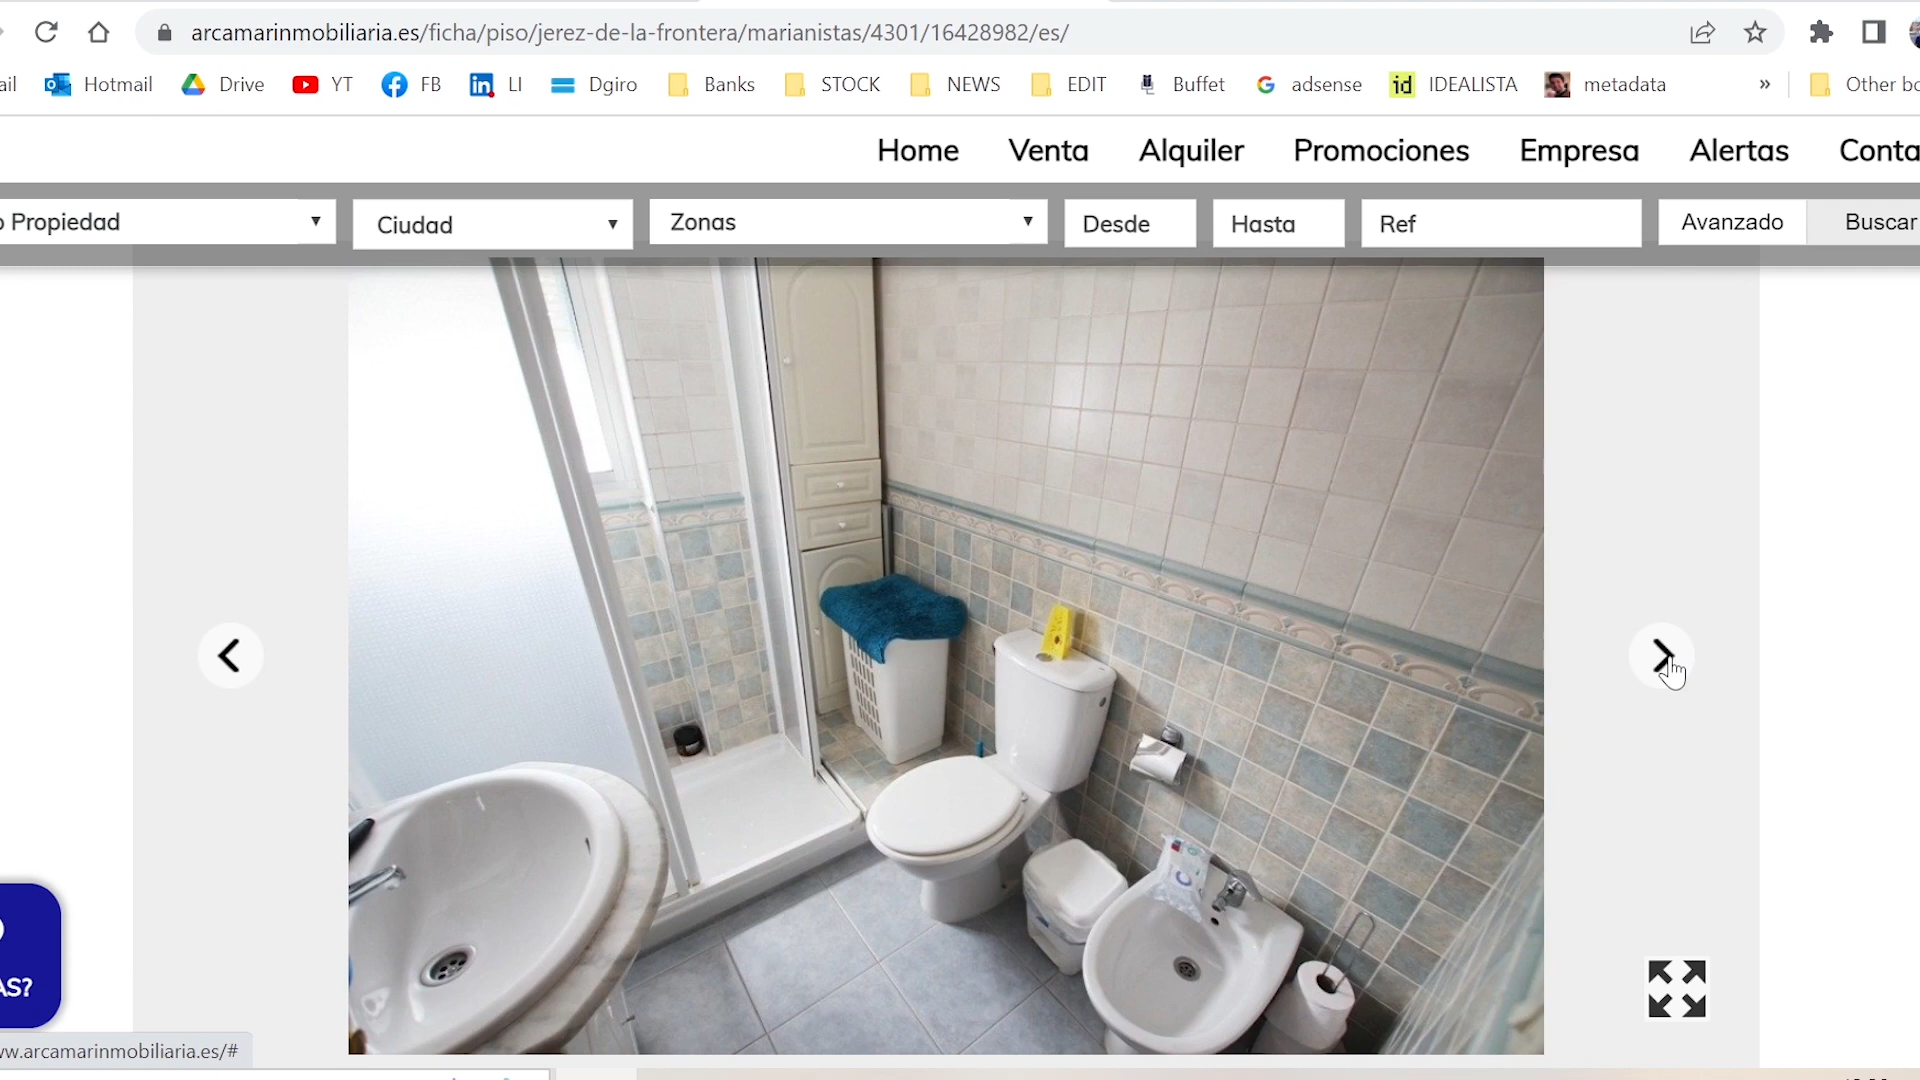 arcamarinmobiliaria.es/ficha/piso/jerez-de-la-frontera/marianistas/4301/16428982/es/
ail Hotmail Drive YT FB LI Dgiro Banks STOCK NEWS EDIT Buffet adsense id IDEALISTA metadata » Other bo
Home Venta Alquiler Promociones Empresa Alertas Conta
o Propiedad Ciudad Zonas Desde Hasta Ref Avanzado Buscar
AS?
ww.arcamarinmobiliaria.es/#